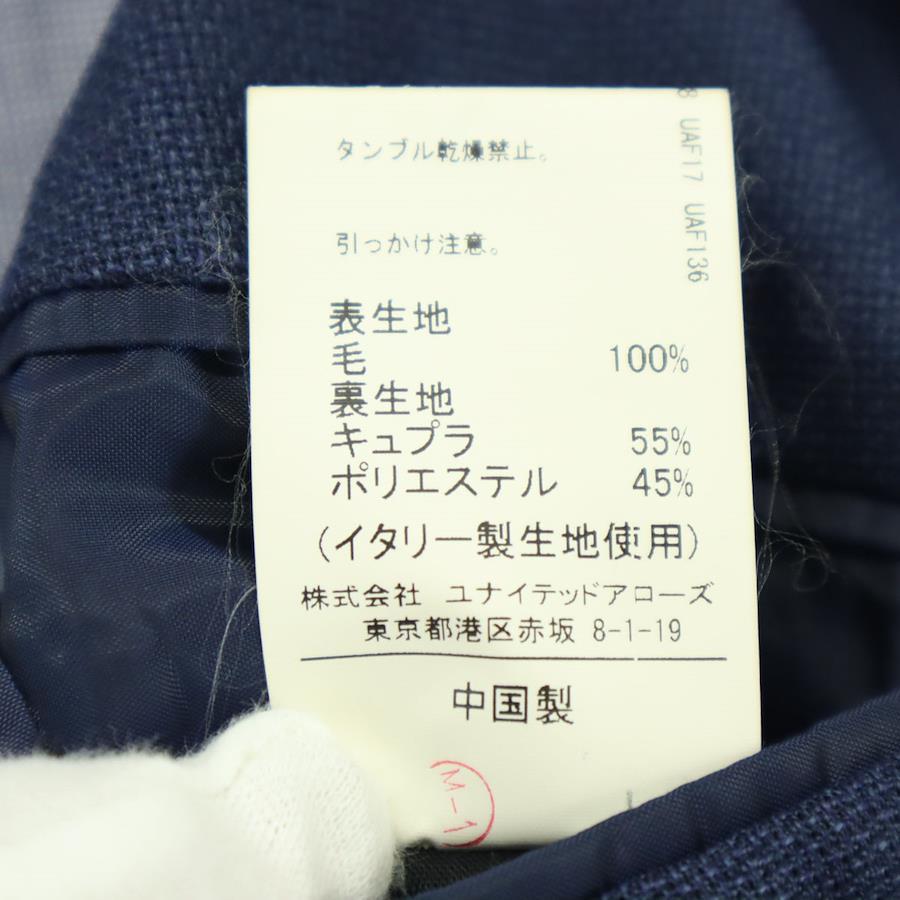 タンブル乾燥禁止。
引っかけ注意。
表生地
毛 100%
裏生地
キュプラ 55%
ポリエステル 45%
(イタリー製生地使用)
株式会社 ユナイテッドアローズ
東京都港区赤坂 8-1-19
中国製
M-1
8 UAF17 UAF136